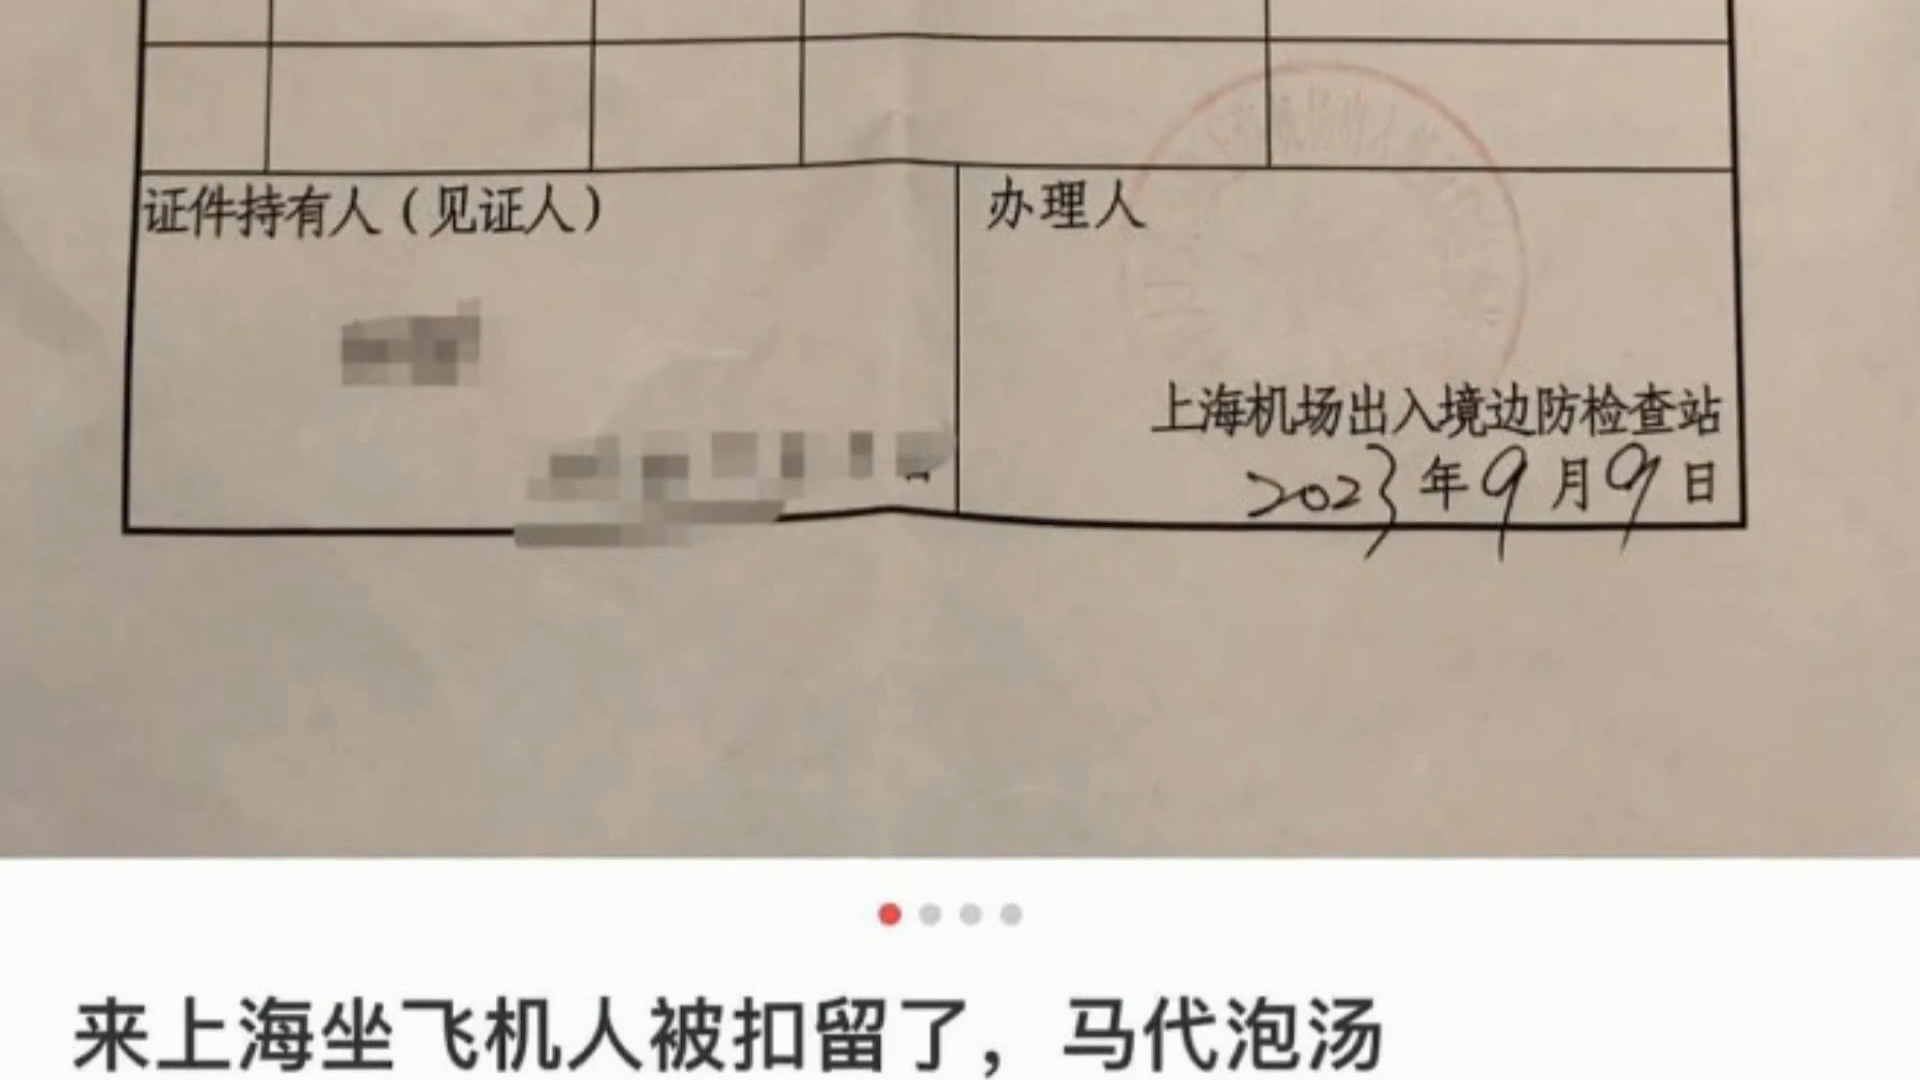 证件持有人（见证人）
办理人
上海机场出入境边防检查站
2023年9月9日
来上海坐飞机人被扣留了，马代泡汤